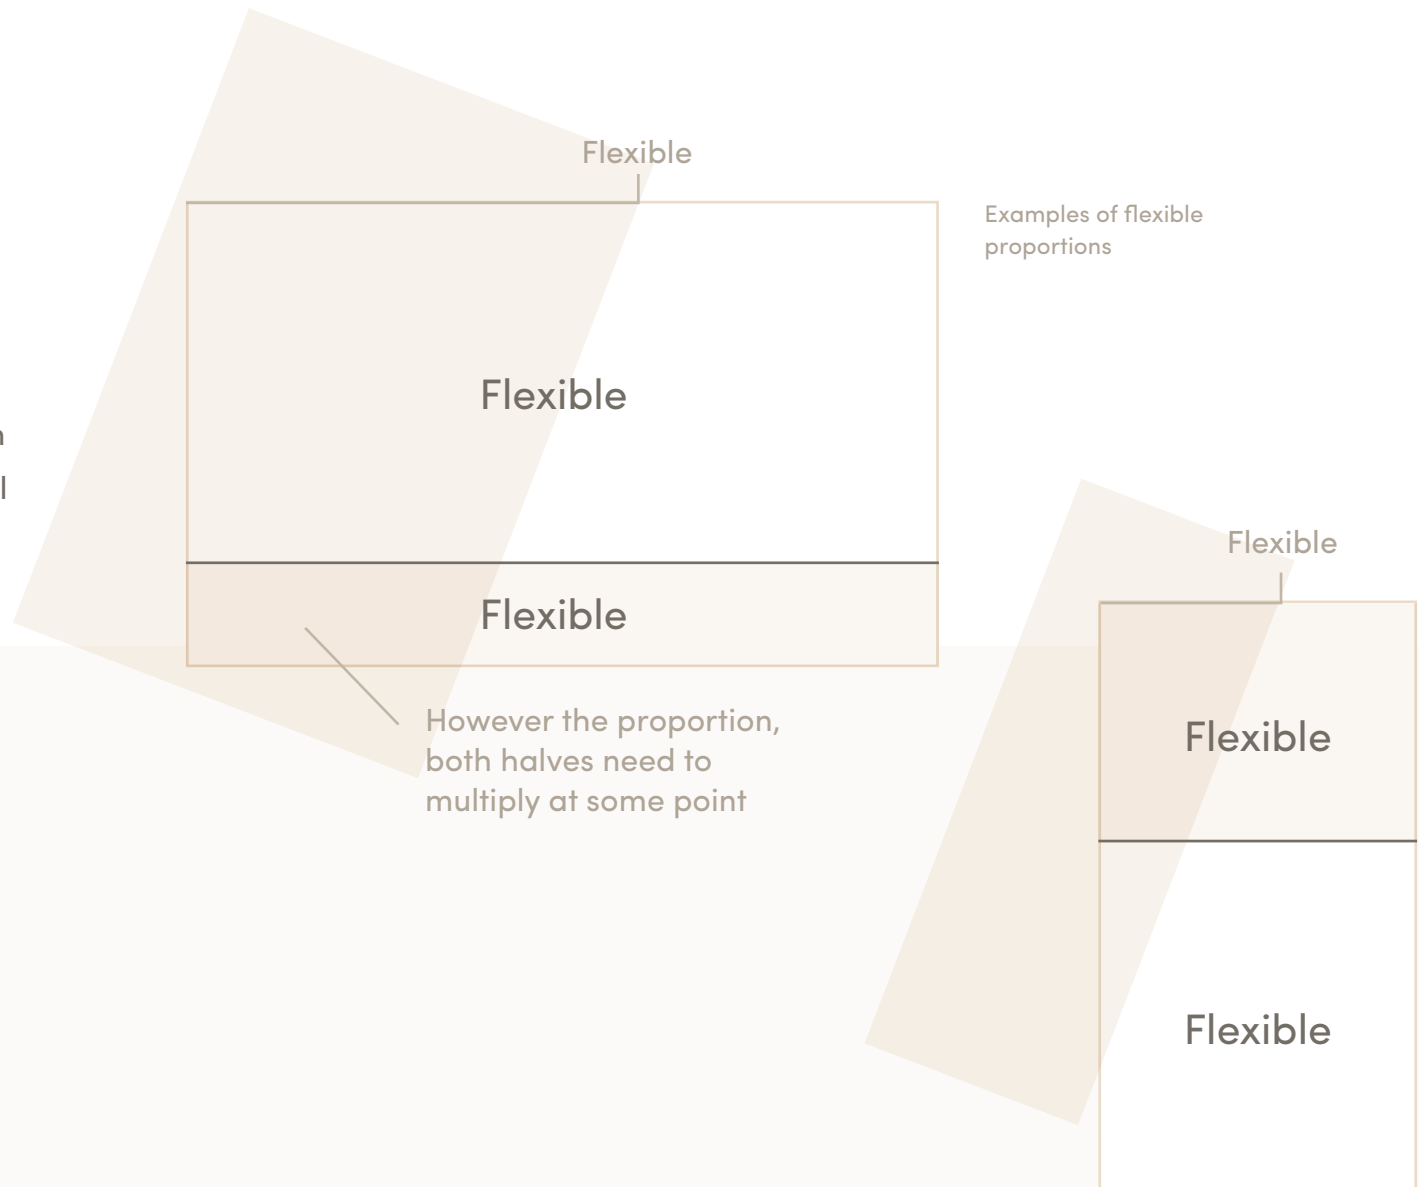 Flexible
Examples of flexible
proportions
Flexible
Flexible
Flexible
However the proportion,
both halves need to
multiply at some point
Flexible
Flexible